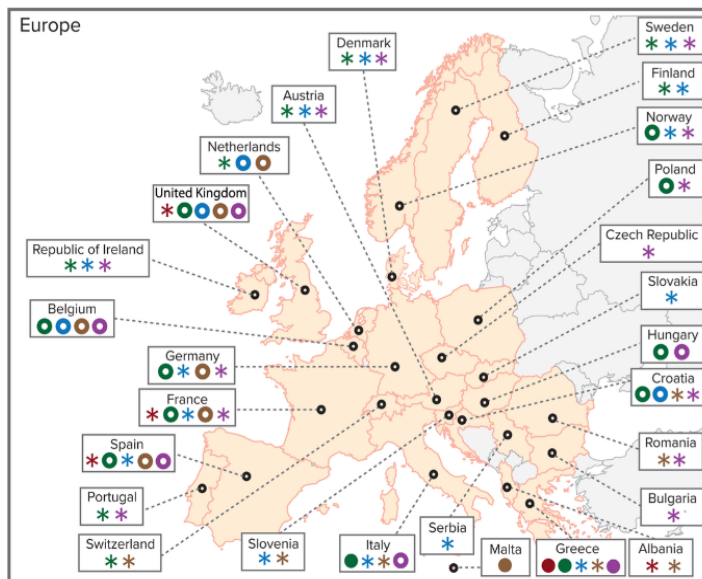 Europe
Sweden
Denmark
Finland
Austria
Norway
Netherlands
Poland
United Kingdom
Czech Republic
Republic of Ireland
Slovakia
Belgium
Hungary
Germany
Croatia
France
Romania
Spain
Bulgaria
Portugal
Serbia
Switzerland
Slovenia
Italy
Malta
Greece
Albania